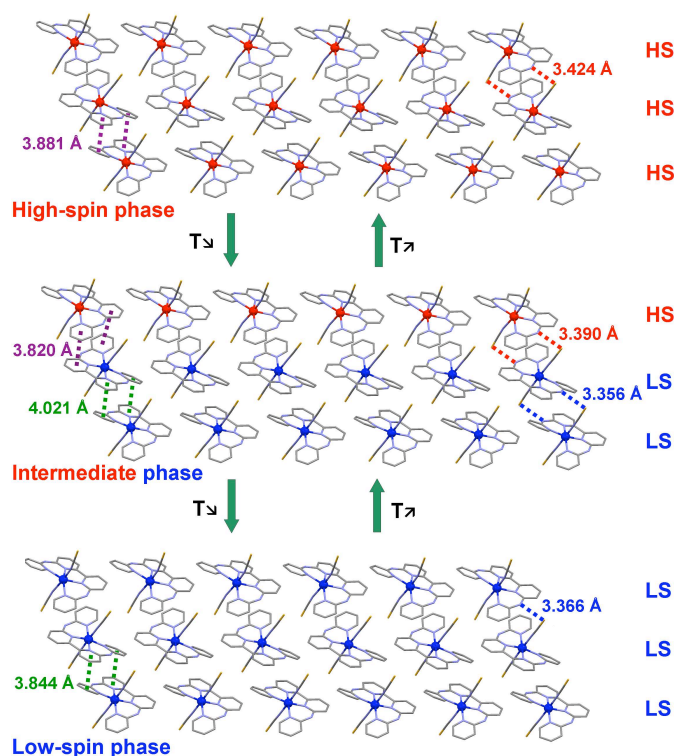 HS
3.424 Å
HS
3.881 Å
HS
High-spin phase
T↘
T↗
HS
3.390 Å
3.820 Å
LS
3.356 Å
4.021 Å
LS
Intermediate phase
T↘
T↗
LS
3.366 Å
LS
3.844 Å
LS
Low-spin phase